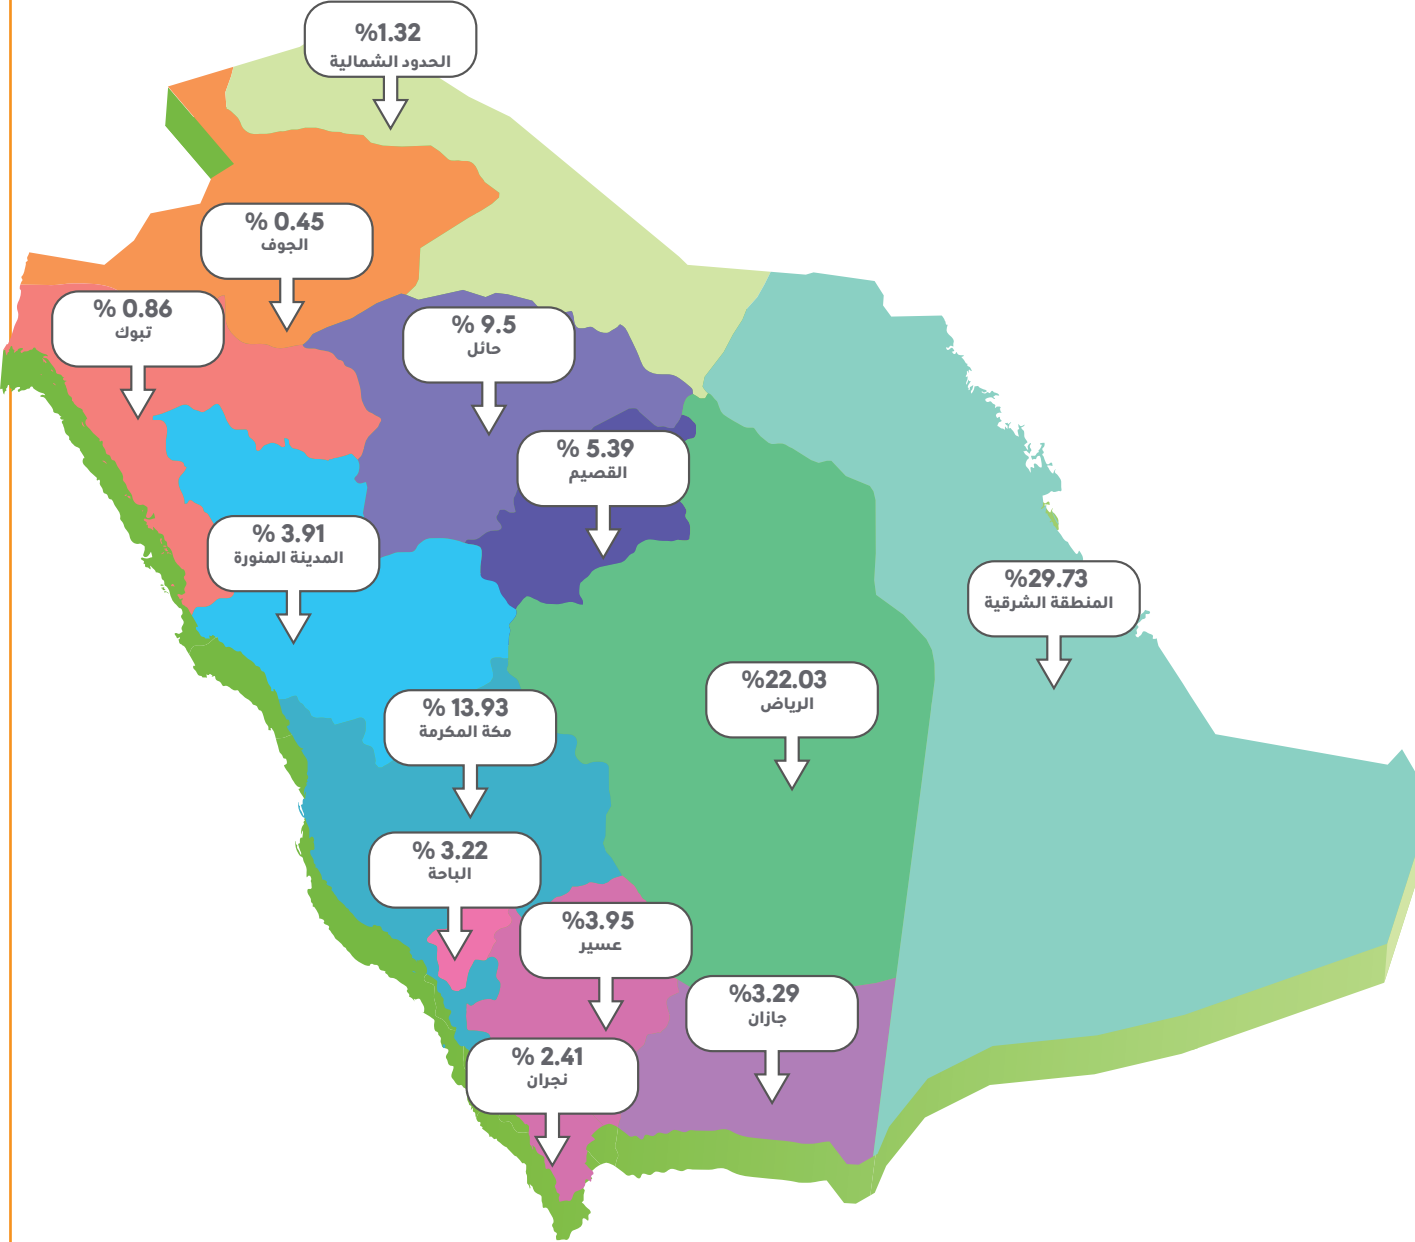 %1.32
الحدود الشمالية
% 0.45
الجوف
% 0.86
تبوك
% 9.5
حائل
% 5.39
القصيم
% 3.91
المدينة المنورة
%29.73
المنطقة الشرقية
%22.03
الرياض
% 13.93
مكة المكرمة
% 3.22
الباحة
%3.95
عسير
%3.29
جازان
% 2.41
نجران